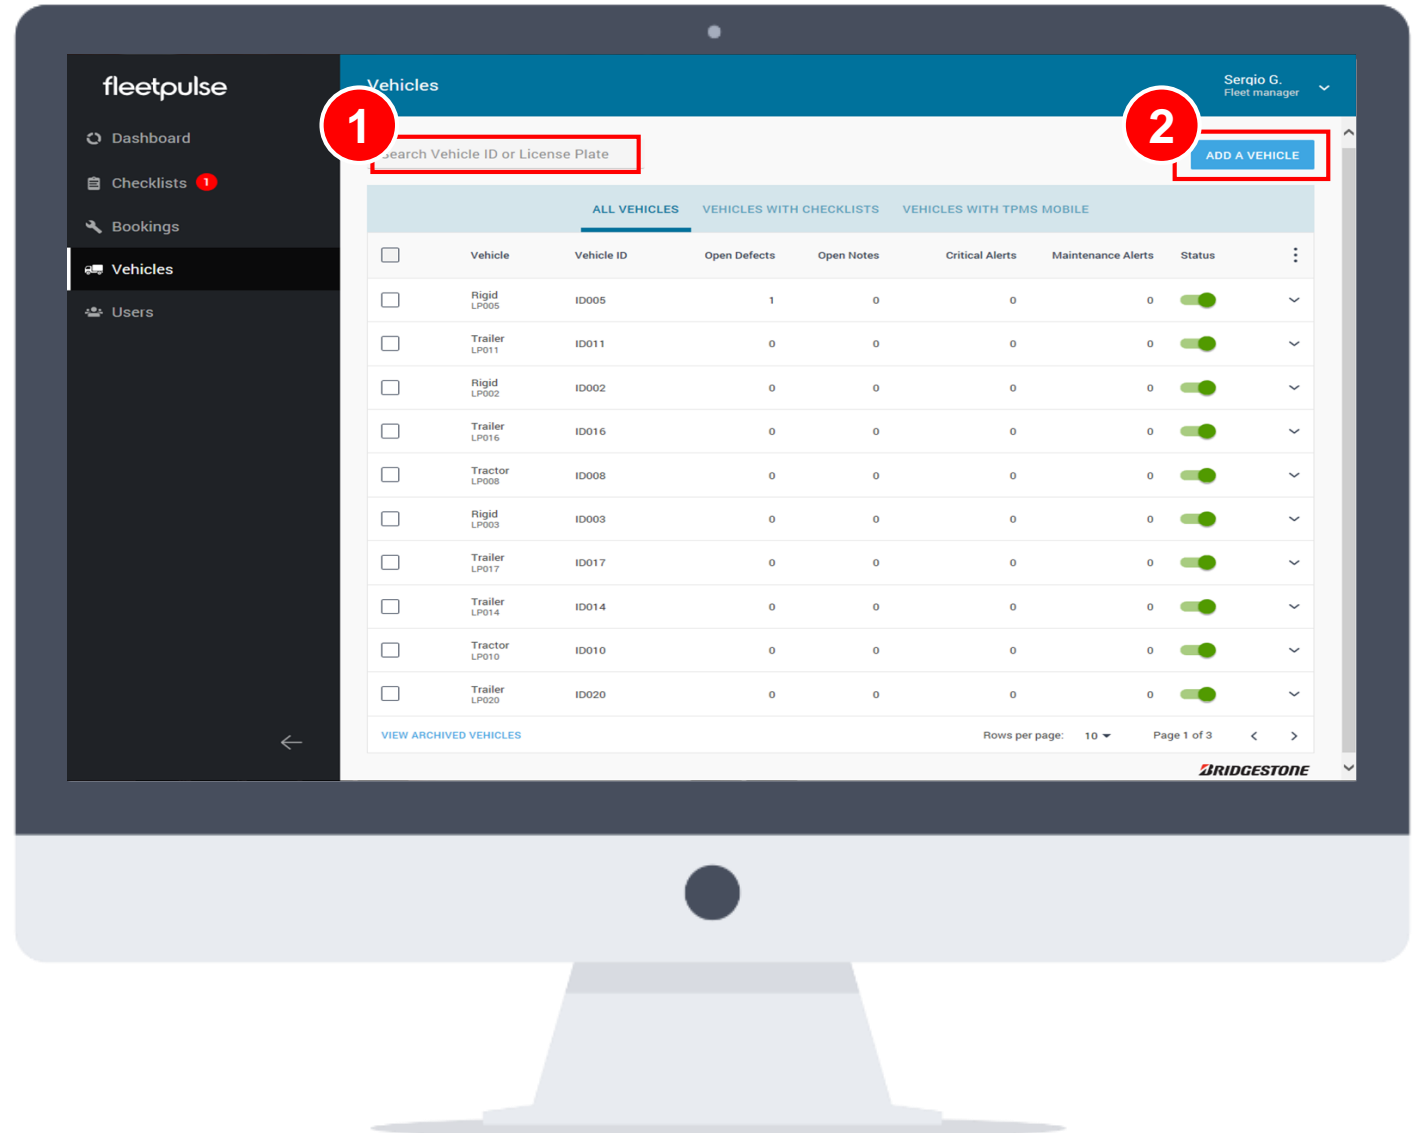 fleetpulse
Vehicles
Sergio G.
Fleet manager
Dashboard
Checklists 1
Bookings
Vehicles
Users
1
Search Vehicle ID or License Plate
2
ADD A VEHICLE
ALL VEHICLES VEHICLES WITH CHECKLISTS VEHICLES WITH TPMS MOBILE
Vehicle Vehicle ID Open Defects Open Notes Critical Alerts Maintenance Alerts Status
Rigid
LP005 ID005 1 0 0 0
Trailer
LP011 ID011 0 0 0 0
Rigid
LP002 ID002 0 0 0 0
Trailer
LP016 ID016 0 0 0 0
Tractor
LP008 ID008 0 0 0 0
Rigid
LP003 ID003 0 0 0 0
Trailer
LP017 ID017 0 0 0 0
Trailer
LP014 ID014 0 0 0 0
Tractor
LP010 ID010 0 0 0 0
Trailer
LP020 ID020 0 0 0 0
VIEW ARCHIVED VEHICLES Rows per page: 10 Page 1 of 3
BRIDGESTONE